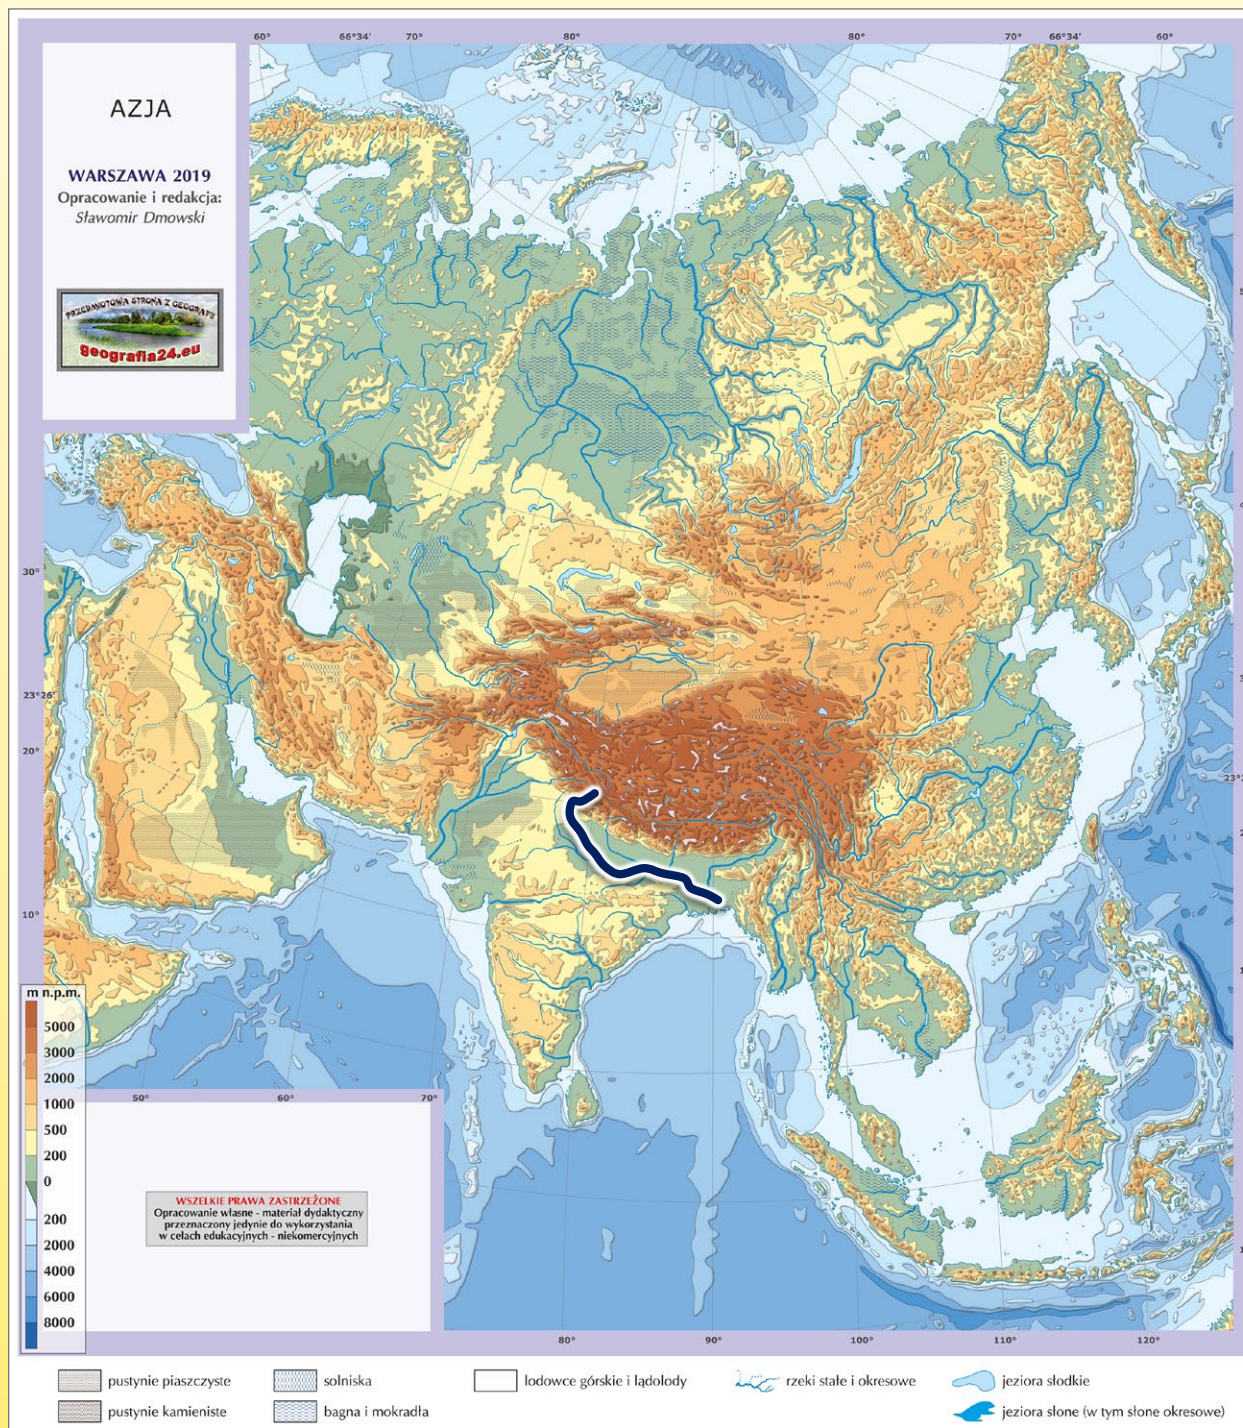 60°
66°34'
70°
80°
80°
70°
66°34'
60°
AZJA
WARSZAWA 2019
Opracowanie i redakcja:
Sławomir Dmowski
PRZEDMIOTOWA STRONA Z GEOGRAFII
geografia24.eu
30°
23°26'
20°
10°
m n.p.m.
5000
3000
2000
1000
500
200
0
200
2000
4000
6000
8000
50°
60°
70°
WSZELKIE PRAWA ZASTRZEŻONE
Opracowanie własne - materiał dydaktyczny
przeznaczony jedynie do wykorzystania
w celach edukacyjnych - niekomercyjnych
80°
90°
100°
110°
120°
pustynie piaszczyste
solniska
lodowce górskie i lądolody
rzeki stałe i okresowe
jeziora słodkie
pustynie kamieniste
bagna i mokradła
jeziora słone (w tym słone okresowe)